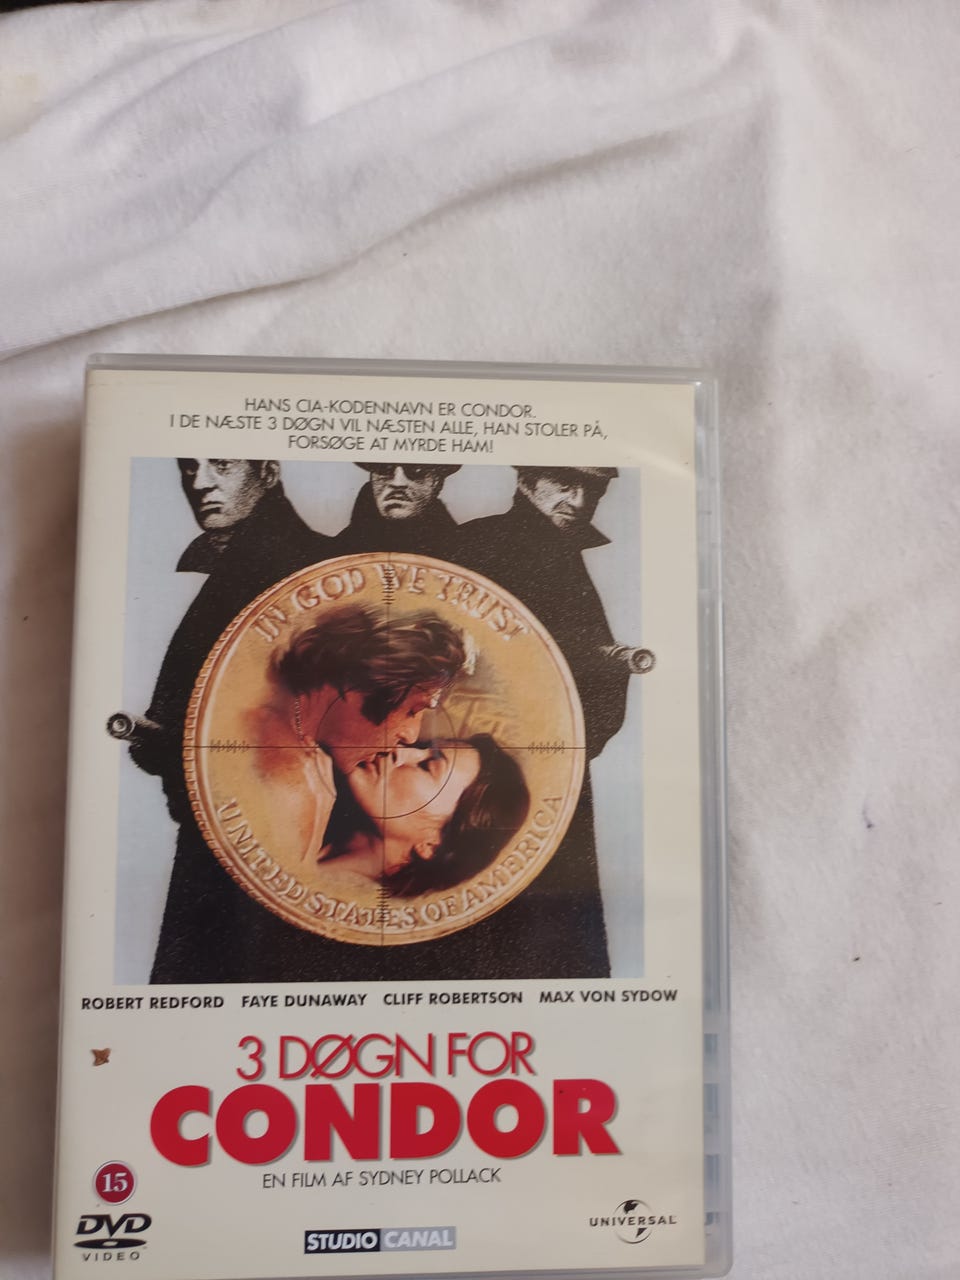 HANS CIA-KODENNAVN ER CONDOR.
I DE NÆSTE 3 DØGN VIL NÆSTEN ALLE, HAN STOLER PÅ,
FORSØGE AT MYRDE HAM!
IN GOD WE TRUST
UNITED STATES OF AMERICA
ROBERT REDFORD FAYE DUNAWAY CLIFF ROBERTSON MAX VON SYDOW
3 DØGN FOR
CONDOR
EN FILM AF SYDNEY POLLACK
15
DVD
VIDEO
STUDIO CANAL
UNIVERSAL